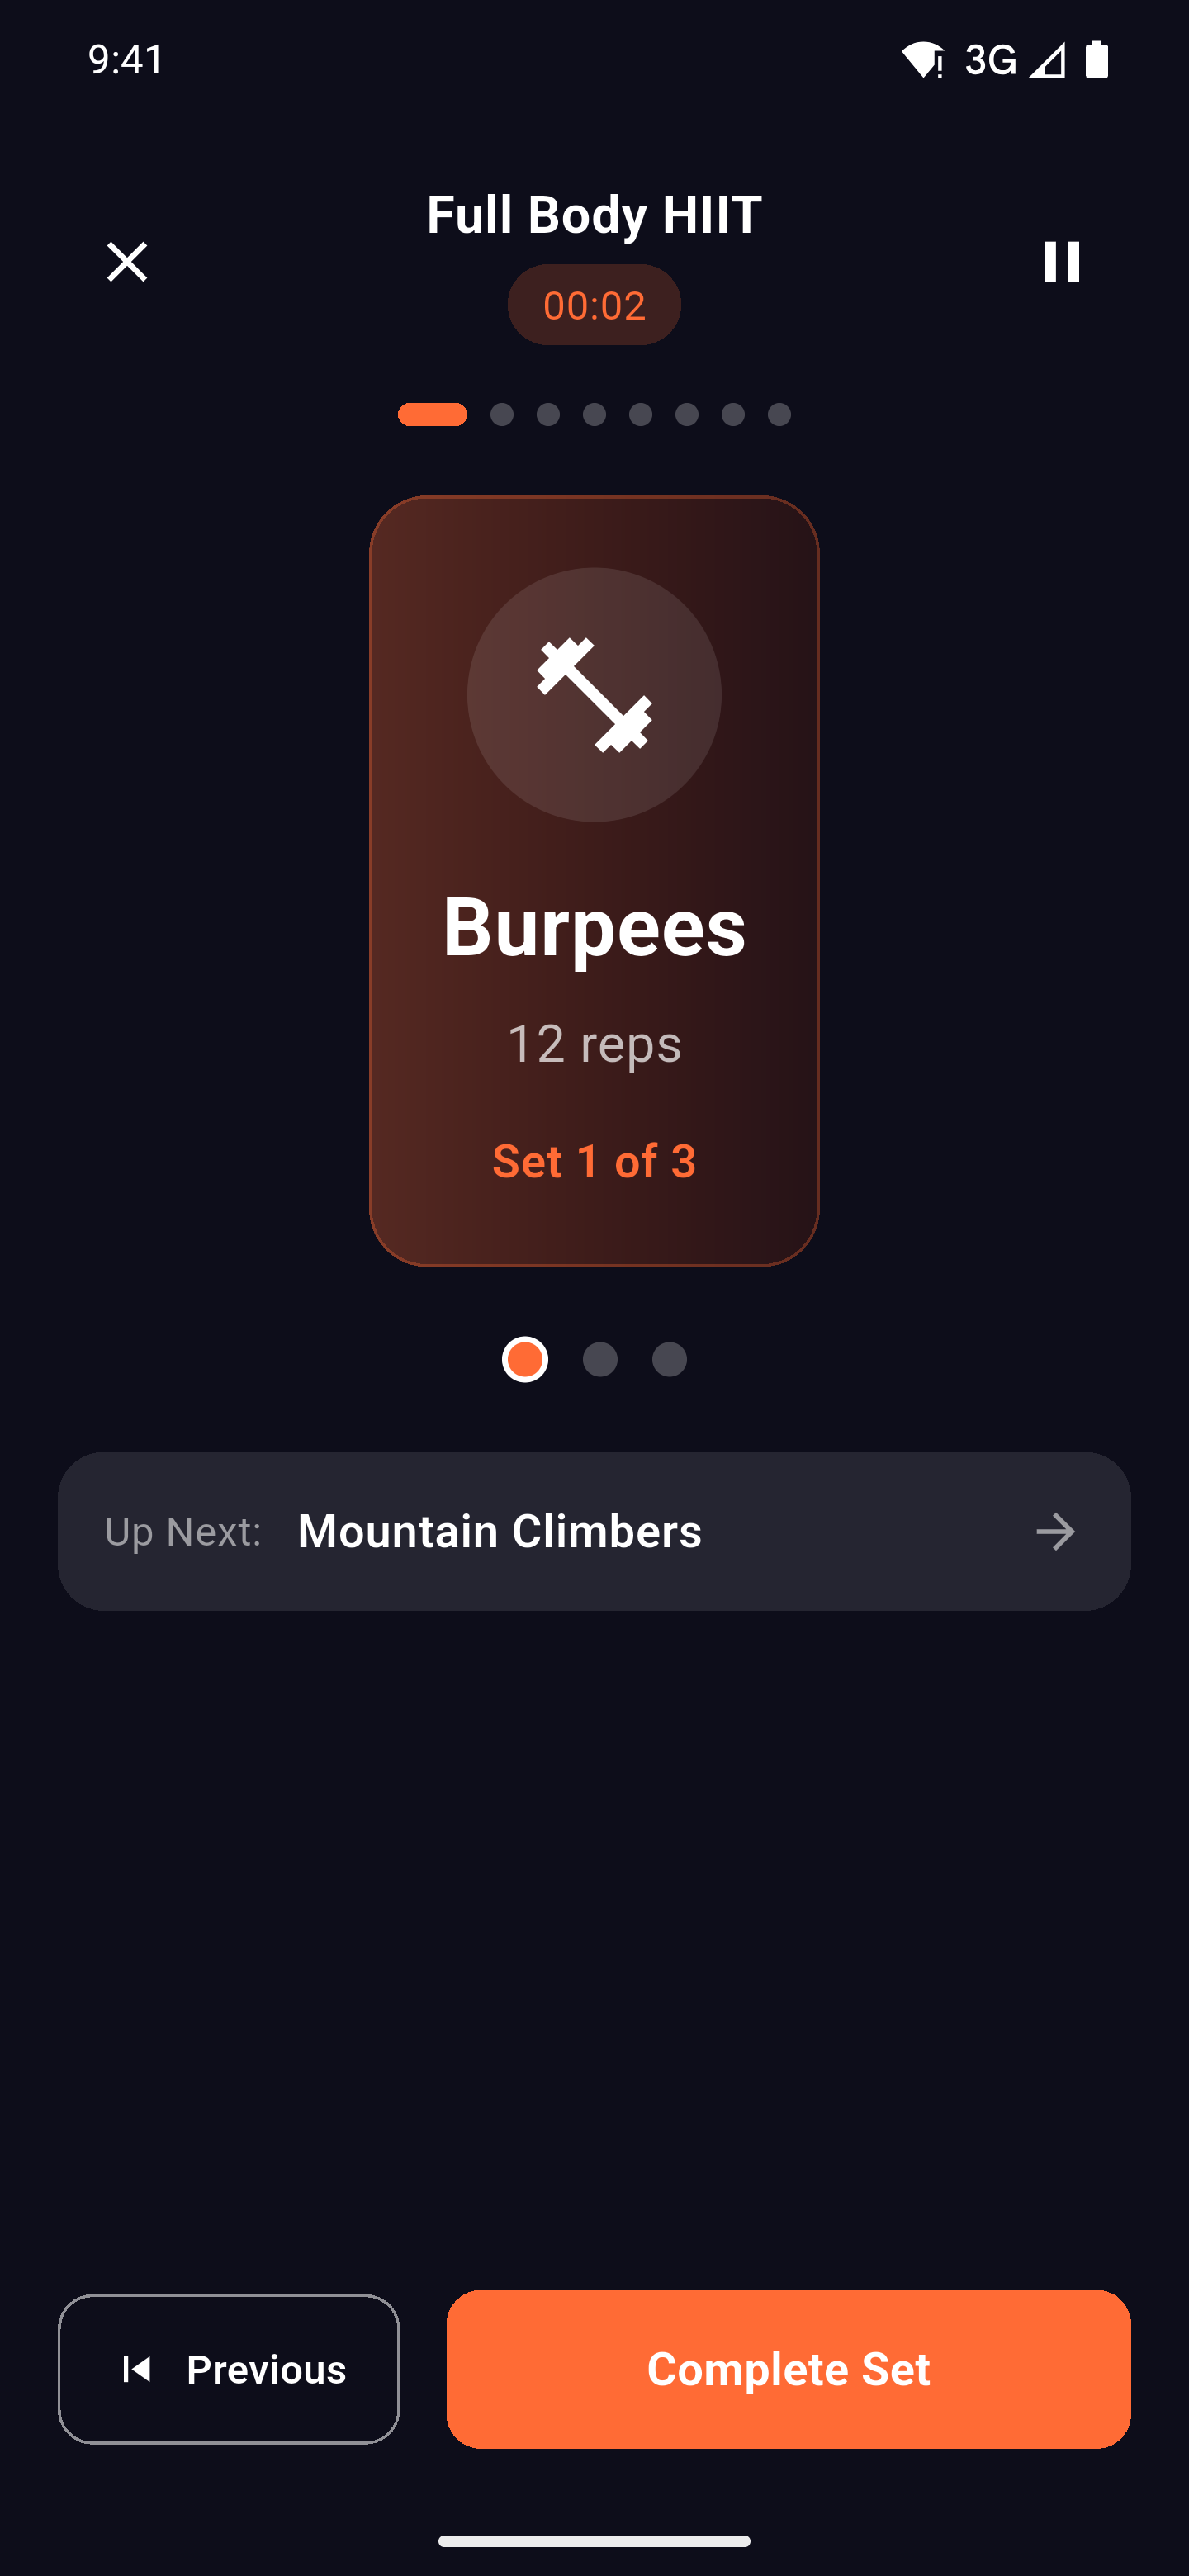 9:41
3G
Full Body HIIT
00:02
Burpees
12 reps
Set 1 of 3
Up Next: Mountain Climbers
Previous
Complete Set